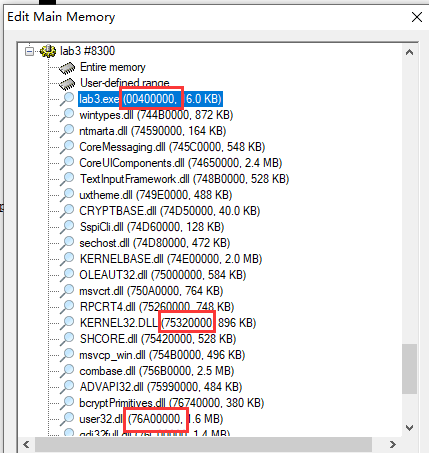 Edit Main Memory
lab3 #8300
Entire memory
User-defined range
lab3.exe (00400000, 6.0 KB)
wintypes.dll (744B0000, 872 KB)
ntmarta.dll (74590000, 164 KB)
CoreMessaging.dll (745C0000, 548 KB)
CoreUIComponents.dll (74650000, 2.4 MB)
TextInputFramework.dll (748B0000, 528 KB)
uxtheme.dll (749E0000, 488 KB)
CRYPTBASE.dll (74D50000, 40.0 KB)
SspiCli.dll (74D60000, 128 KB)
sechost.dll (74D80000, 472 KB)
KERNELBASE.dll (74E00000, 2.0 MB)
OLEAUT32.dll (75000000, 584 KB)
msvcrt.dll (750A0000, 764 KB)
RPCRT4.dll (75260000, 748 KB)
KERNEL32.DLL (75320000, 896 KB)
SHCORE.dll (75420000, 528 KB)
msvcp_win.dll (754B0000, 496 KB)
combase.dll (756B0000, 2.5 MB)
ADVAPI32.dll (75990000, 484 KB)
bcryptPrimitives.dll (76740000, 380 KB)
user32.dll (76A00000, 1.6 MB)